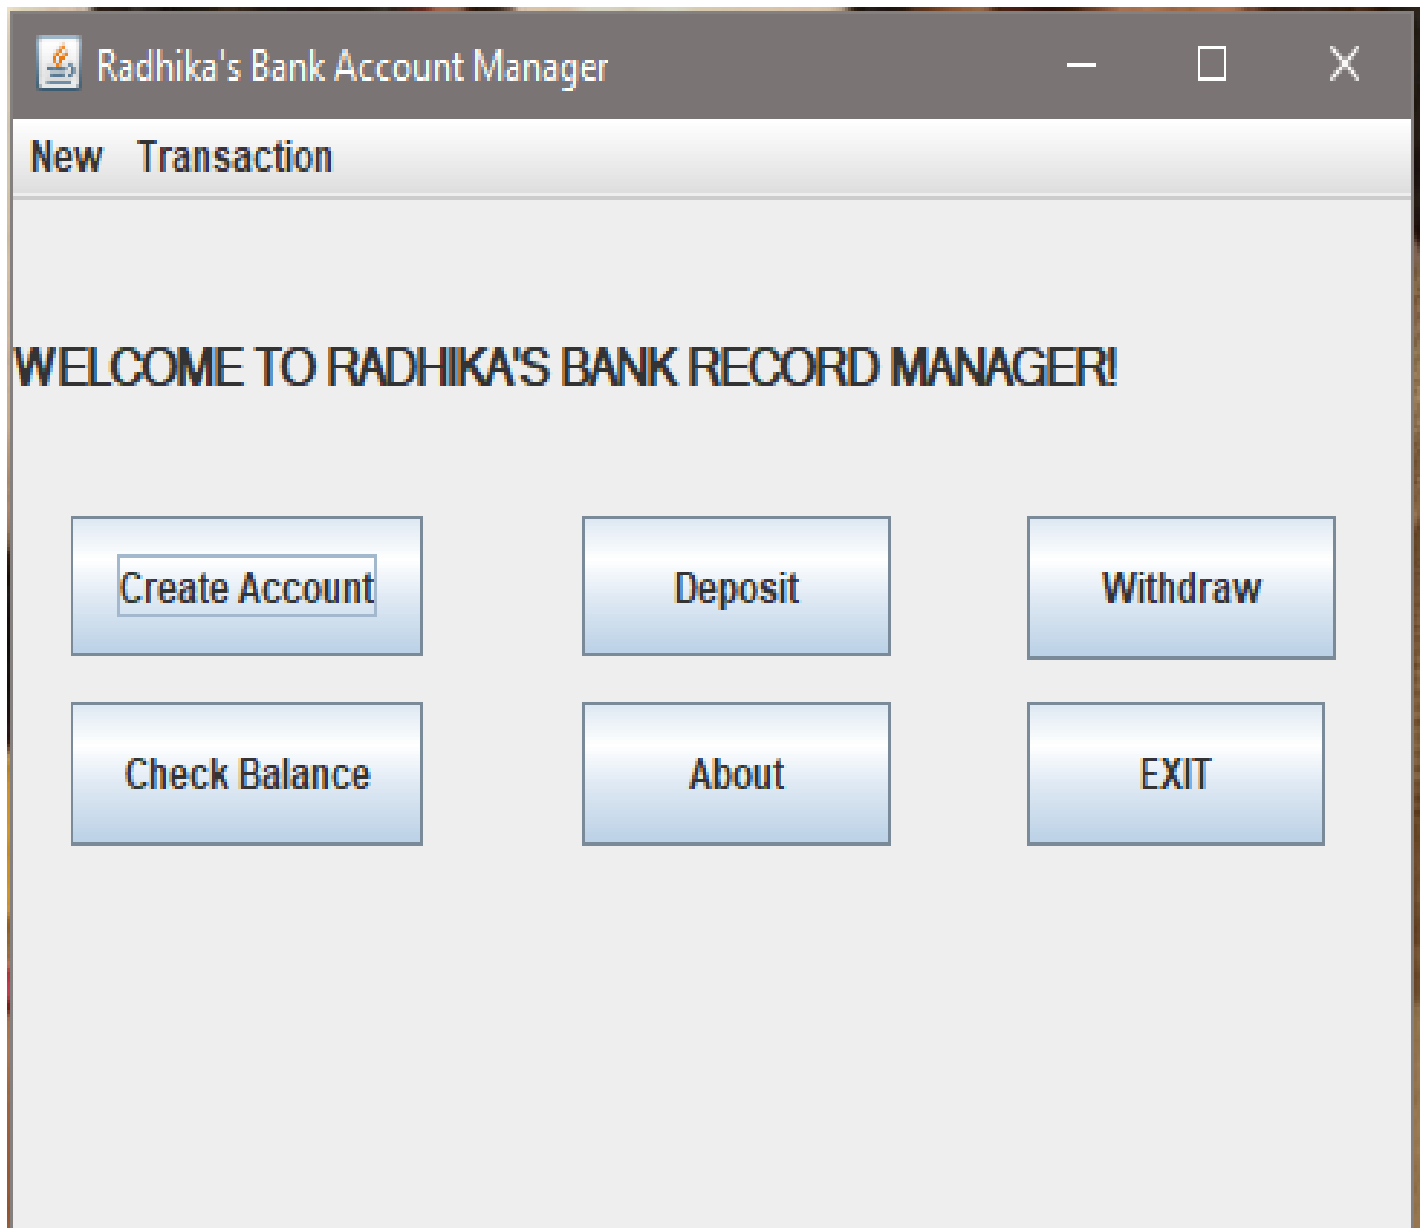 Radhika's Bank Account Manager
New Transaction
WELCOME TO RADHIKA'S BANK RECORD MANAGER!
Create Account Deposit Withdraw
Check Balance About EXIT